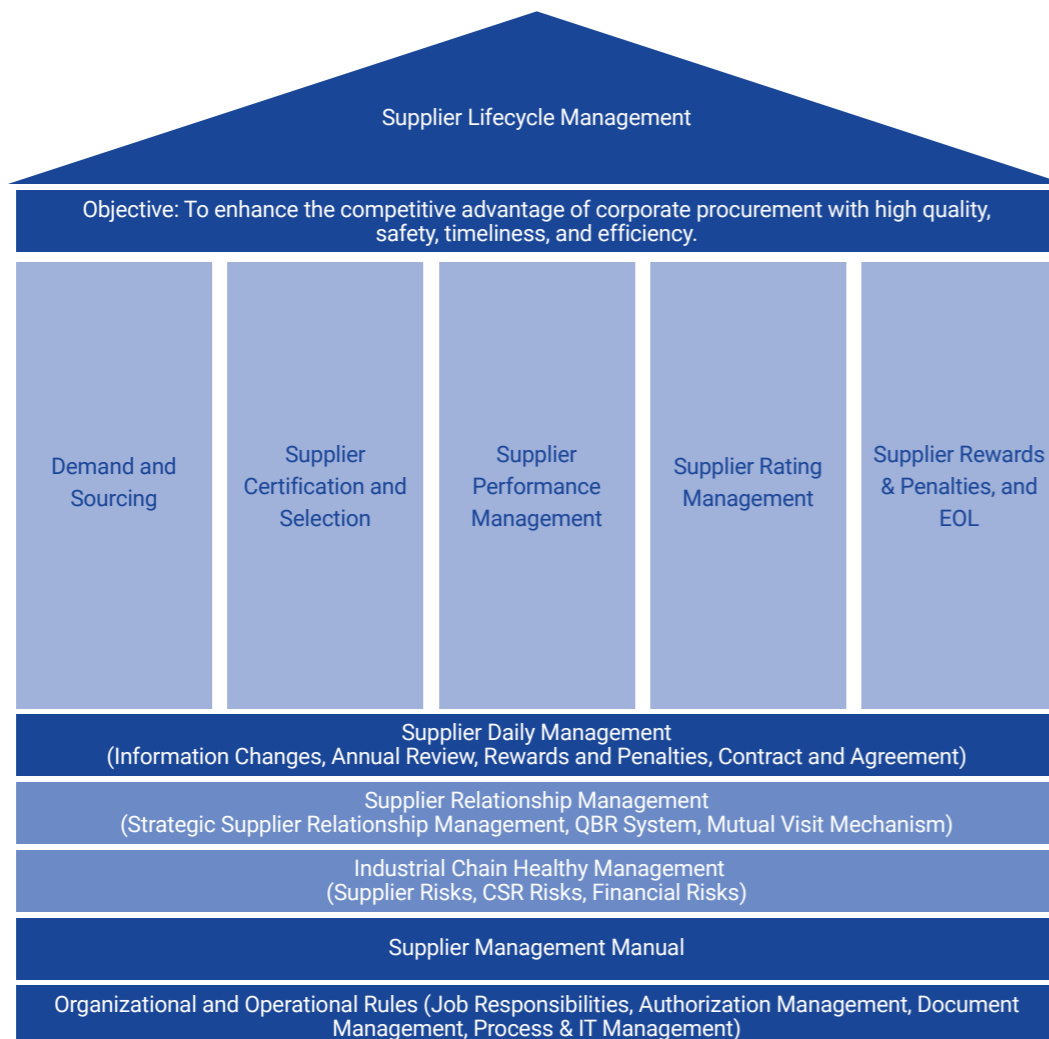 Supplier Lifecycle Management
Objective: To enhance the competitive advantage of corporate procurement with high quality,
safety, timeliness, and efficiency.
Demand and
Sourcing
Supplier
Certification and
Selection
Supplier
Performance
Management
Supplier Rating
Management
Supplier Rewards
& Penalties, and
EOL
Supplier Daily Management
(Information Changes, Annual Review, Rewards and Penalties, Contract and Agreement)
Supplier Relationship Management
(Strategic Supplier Relationship Management, QBR System, Mutual Visit Mechanism)
Industrial Chain Healthy Management
(Supplier Risks, CSR Risks, Financial Risks)
Supplier Management Manual
Organizational and Operational Rules (Job Responsibilities, Authorization Management, Document
Management, Process & IT Management)